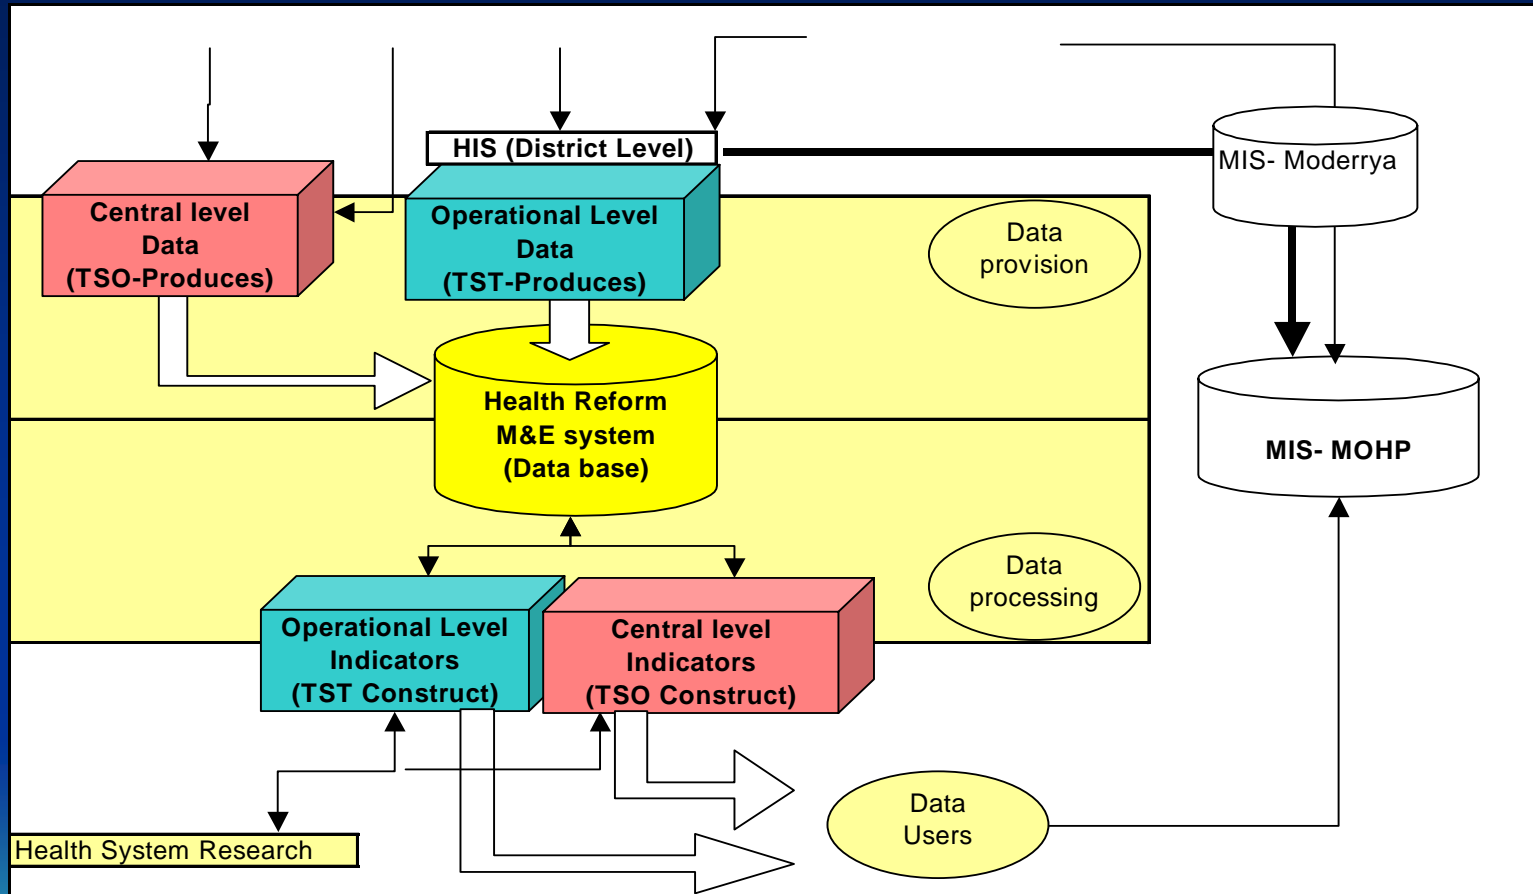 HIS (District Level)
MIS- Moderrya
Central level
Data
(TSO-Produces)
Operational Level
Data
(TST-Produces)
Data
provision
Health Reform
M&E system
(Data base)
MIS- MOHP
Data
processing
Operational Level
Indicators
(TST Construct)
Central level
Indicators
(TSO Construct)
Data
Users
Health System Research